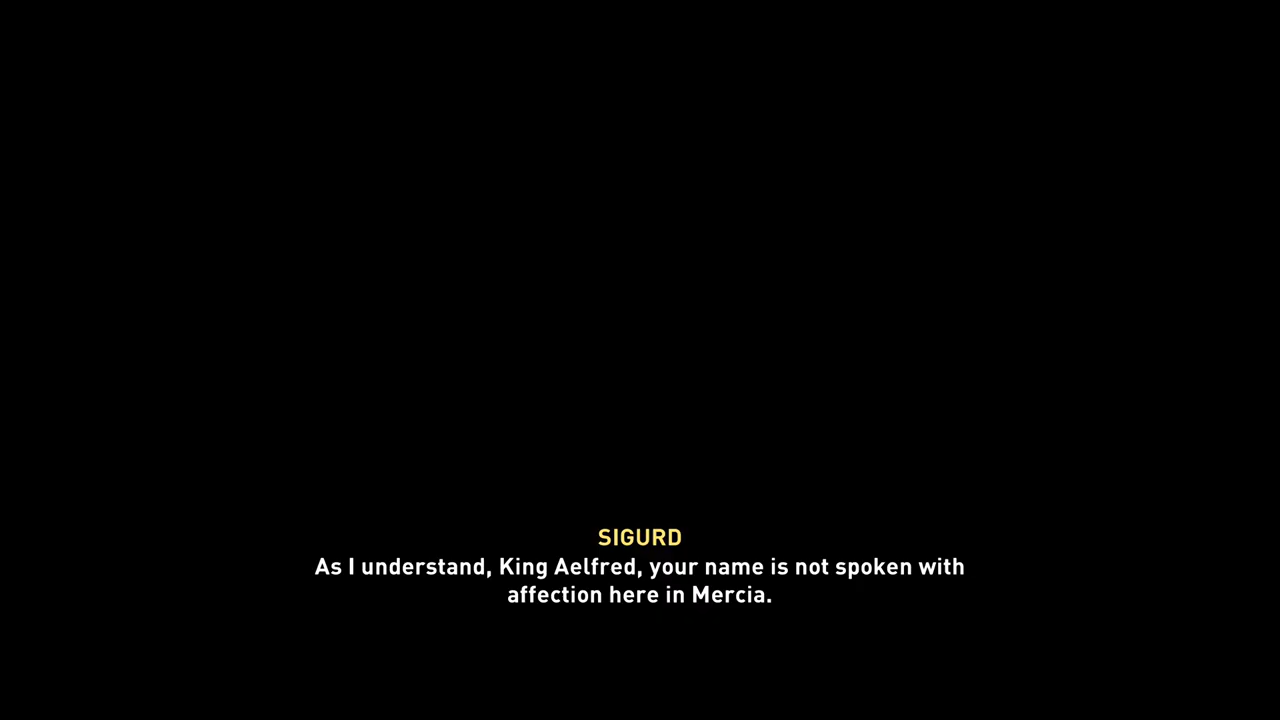 SIGURD
As I understand, King Aelfred, your name is not spoken with
affection here in Mercia.